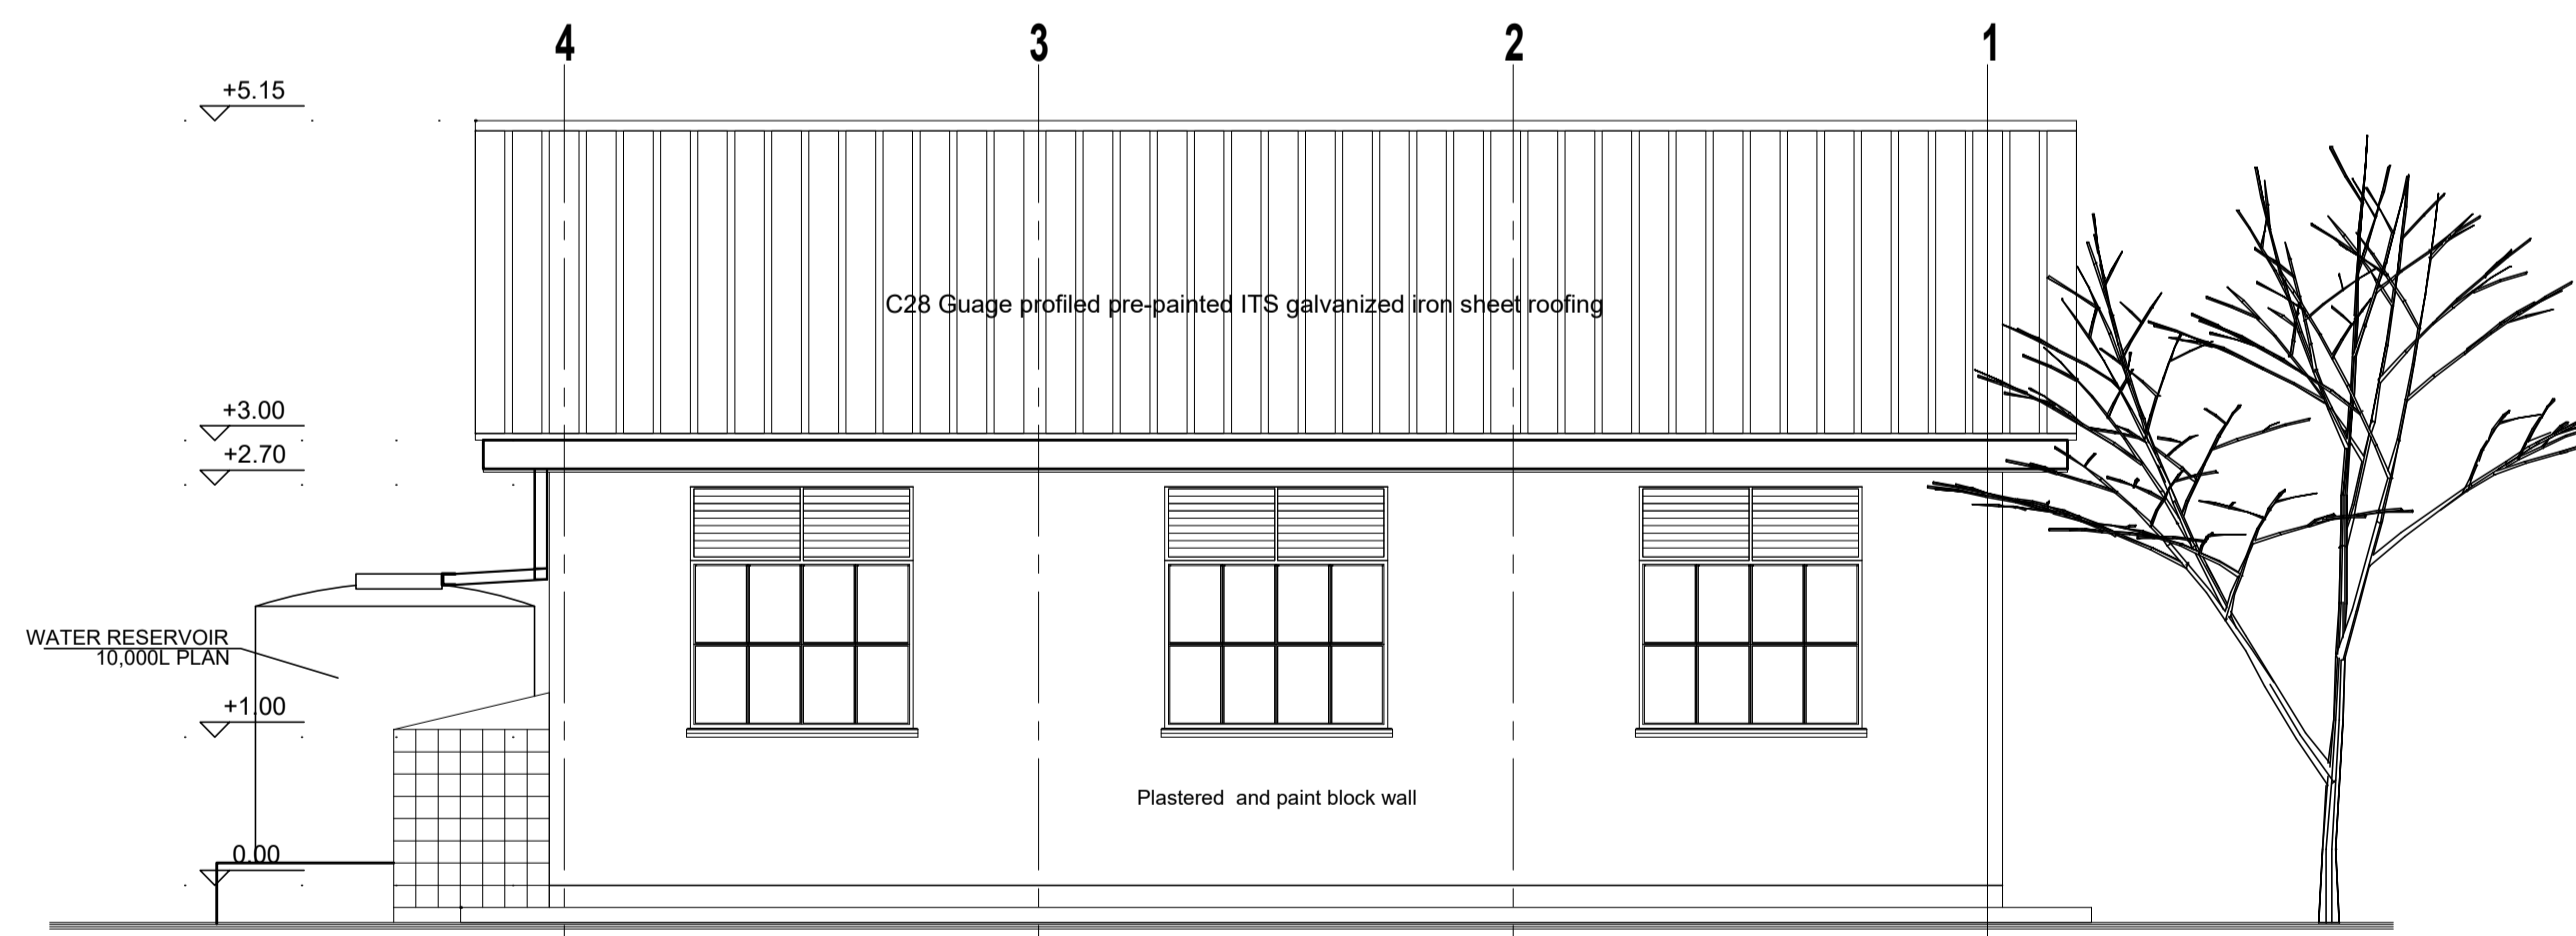 4 3 2 1
+5.15
C28 Guage profiled pre-painted ITS galvanized iron sheet roofing
+3.00
+2.70
WATER RESERVOIR
10,000L PLAN
+1.00
Plastered and paint block wall
0.00